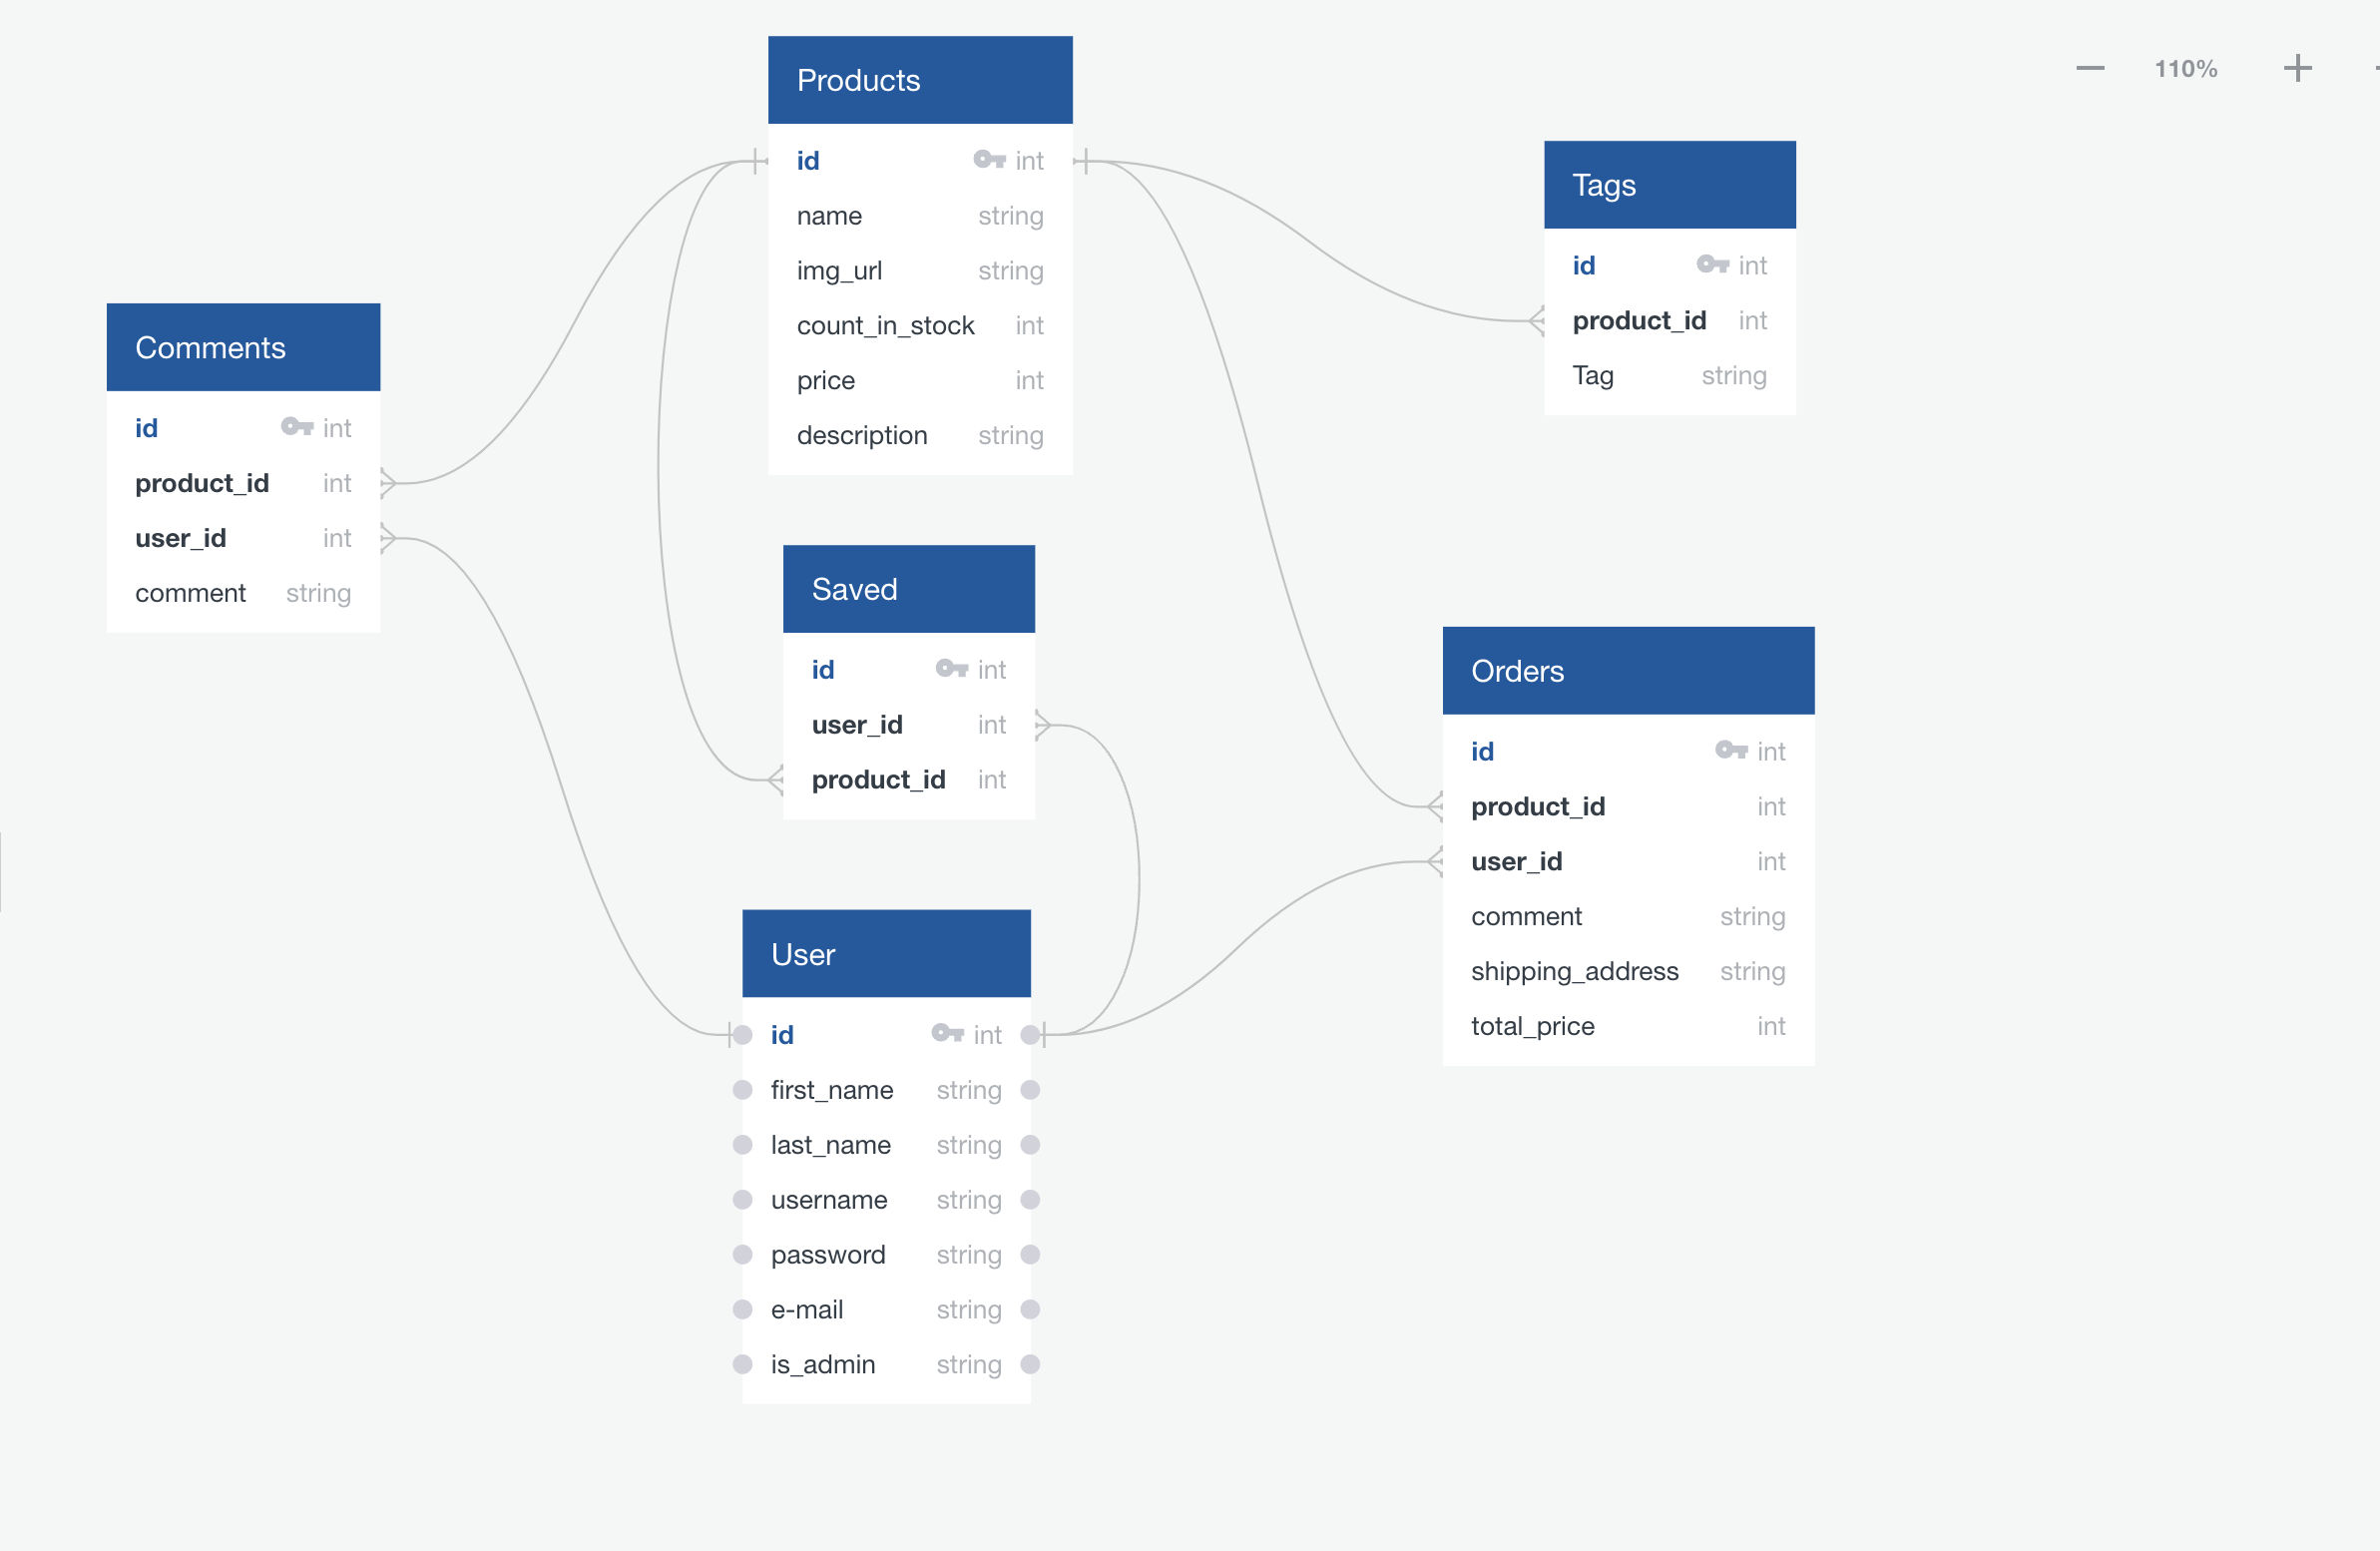 110%
Products
id int
name string
img_url string
count_in_stock int
price int
description string
Tags
id int
product_id int
Tag string
Comments
id int
product_id int
user_id int
comment string
Saved
id int
user_id int
product_id int
Orders
id int
product_id int
user_id int
comment string
shipping_address string
total_price int
User
id int
first_name string
last_name string
username string
password string
e-mail string
is_admin string